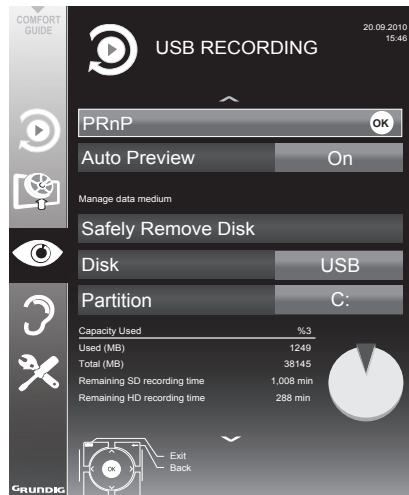 COMFORT
GUIDE
USB RECORDING
20.09.2010
15:46
PRnP OK
Auto Preview On
Manage data medium
Safely Remove Disk
Disk USB
Partition C:
Capacity Used %3
Used (MB) 1249
Total (MB) 38145
Remaining SD recording time 1,008 min
Remaining HD recording time 288 min
Exit
Back
OK
GRUNDIG